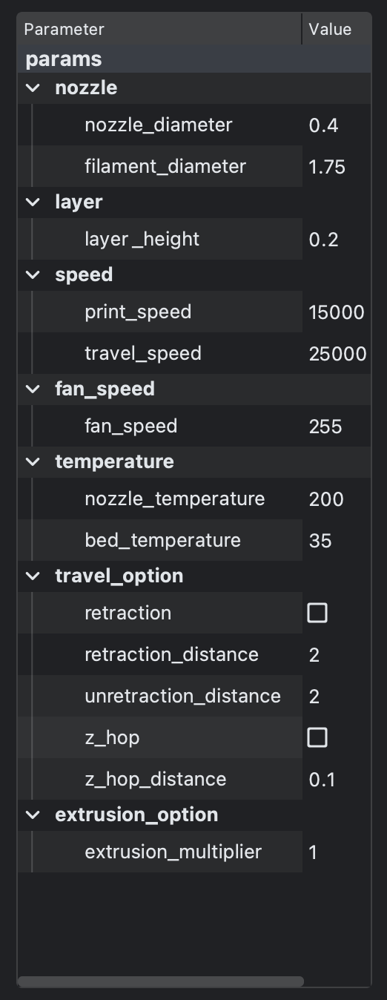 Parameter Value
params
nozzle
nozzle_diameter 0.4
filament_diameter 1.75
layer
layer_height 0.2
speed
print_speed 15000
travel_speed 25000
fan_speed
fan_speed 255
temperature
nozzle_temperature 200
bed_temperature 35
travel_option
retraction
retraction_distance 2
unretraction_distance 2
z_hop
z_hop_distance 0.1
extrusion_option
extrusion_multiplier 1